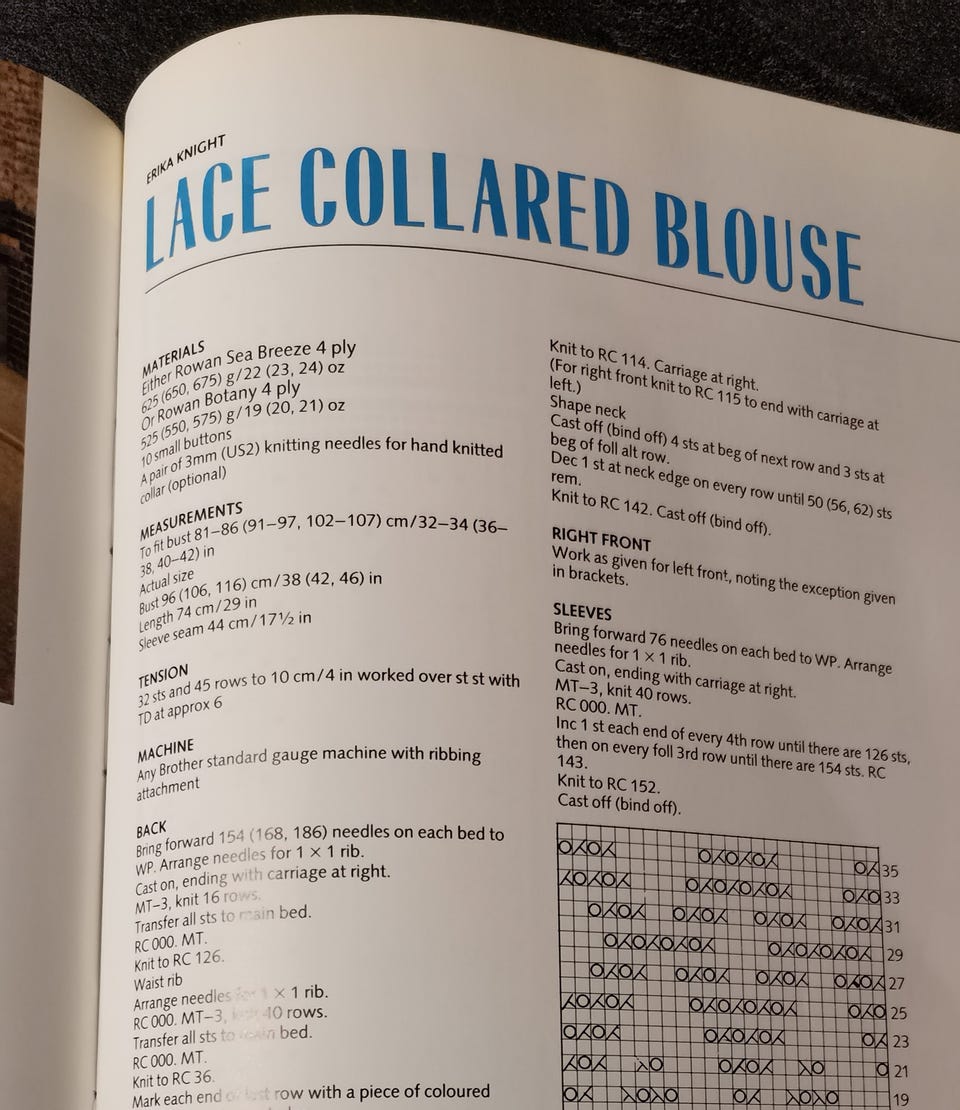 ERIKA KNIGHT
LACE COLLARED BLOUSE
MATERIALS
Either Rowan Sea Breeze 4 ply
625 (650, 675) g/22 (23, 24) oz
Or Rowan Botany 4 ply
525 (550, 575) g/19 (20, 21) oz
10 small buttons
A pair of 3mm (US2) knitting needles for hand knitted
collar (optional)
MEASUREMENTS
To fit bust 81–86 (91–97, 102–107) cm/32–34 (36–
38, 40–42) in
Actual size
Bust 96 (106, 116) cm/38 (42, 46) in
Length 74 cm/29 in
Sleeve seam 44 cm/17½ in
TENSION
32 sts and 45 rows to 10 cm/4 in worked over st st with
TD at approx 6
MACHINE
Any Brother standard gauge machine with ribbing
attachment
BACK
Bring forward 154 (168, 186) needles on each bed to
WP. Arrange needles for 1 × 1 rib.
Cast on, ending with carriage at right.
MT–3, knit 16 rows.
Transfer all sts to main bed.
RC 000. MT.
Knit to RC 126.
Waist rib
Arrange needles for 1 × 1 rib.
RC 000. MT–3, knit 40 rows.
Transfer all sts to main bed.
RC 000. MT.
Knit to RC 36.
Mark each end of last row with a piece of coloured
Knit to RC 114. Carriage at right.
(For right front knit to RC 115 to end with carriage at
left.)
Shape neck
Cast off (bind off) 4 sts at beg of next row and 3 sts at
beg of foll alt row.
Dec 1 st at neck edge on every row until 50 (56, 62) sts
rem.
Knit to RC 142. Cast off (bind off).
RIGHT FRONT
Work as given for left front, noting the exception given
in brackets.
SLEEVES
Bring forward 76 needles on each bed to WP. Arrange
needles for 1 × 1 rib.
Cast on, ending with carriage at right.
MT–3, knit 40 rows.
RC 000. MT.
Inc 1 st each end of every 4th row until there are 126 sts,
then on every foll 3rd row until there are 154 sts. RC
143.
Knit to RC 152.
Cast off (bind off).
35
33
31
29
27
25
23
21
19